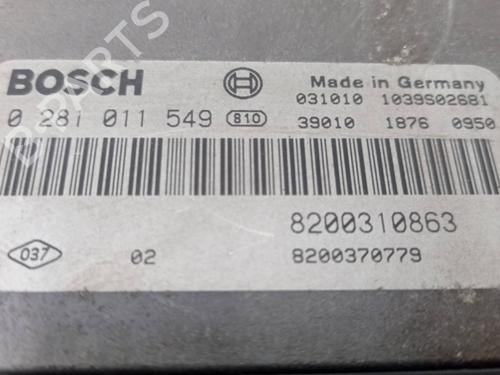 BOSCH
Made in Germany
0 281 011 549 810
031010 1039S02681
39010 1876 0950
8200310863
037 02 8200370779
B-PARTS